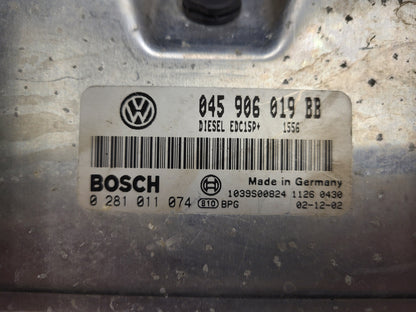 045 906 019 BB
DIESEL EDC15P+ 1556
BOSCH
Made in Germany
1039S00824 1126 0430
0 281 011 074 810 BPG 02-12-02